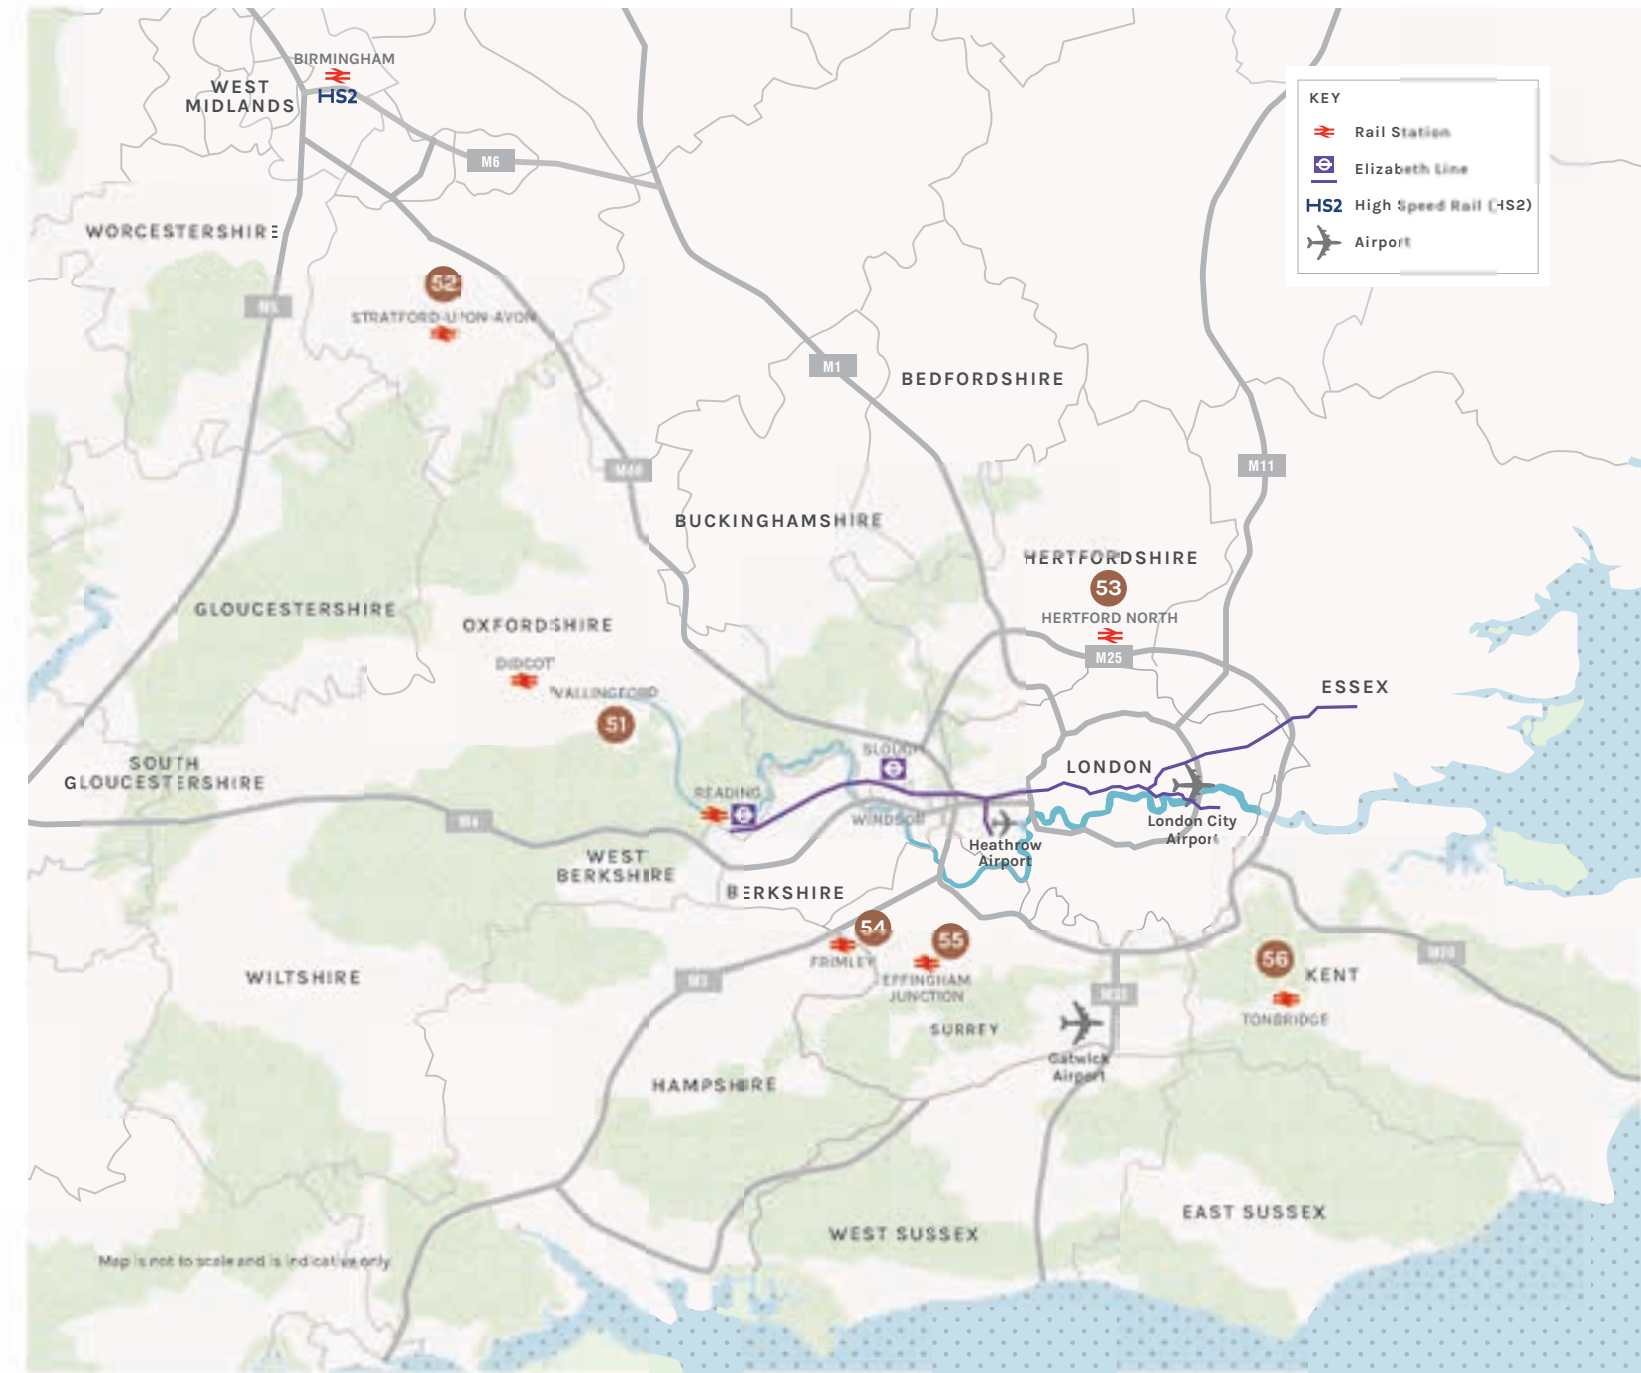 BIRMINGHAM
HS2
WEST
MIDLANDS
M6
KEY
Rail Station
Elizabeth Line
HS2 High Speed Rail (HS2)
Airport
WORCESTERSHIRE
52
M5
STRATFORD-UPON-AVON
M1
BEDFORDSHIRE
M40
M11
BUCKINGHAMSHIRE
HERTFORDSHIRE
53
HERTFORD NORTH
M25
GLOUCESTERSHIRE
OXFORDSHIRE
DIDCOT
WALLINGFORD
51
ESSEX
SOUTH
GLOUCESTERSHIRE
SLOUGH
LONDON
READING
M4
WINDSOR
London City
Airport
Heathrow
Airport
WEST
BERKSHIRE
BERKSHIRE
54
FRIMLEY
55
EFFINGHAM
JUNCTION
56
KENT
TONBRIDGE
M20
WILTSHIRE
M3
M23
SURREY
Gatwick
Airport
HAMPSHIRE
WEST SUSSEX
EAST SUSSEX
Map is not to scale and is indicative only